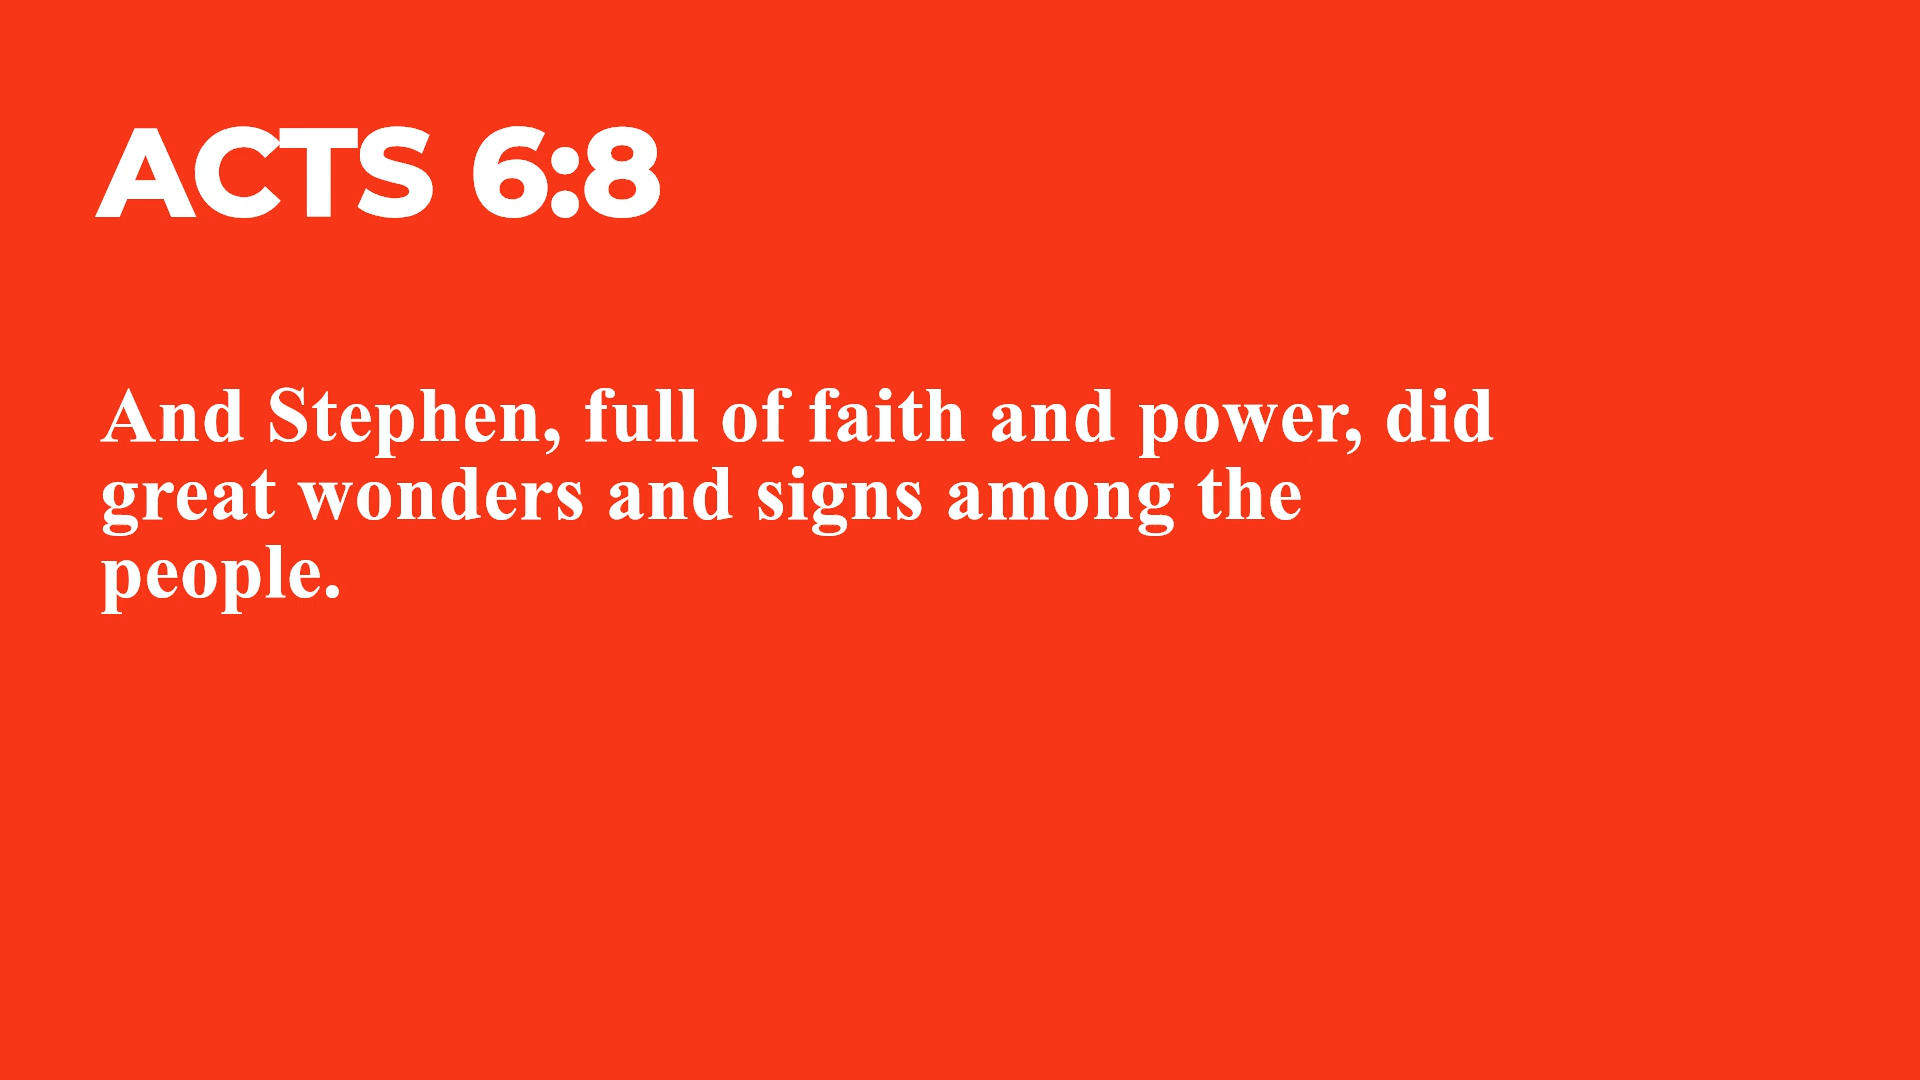 ACTS 6:8
And Stephen, full of faith and power, did
great wonders and signs among the
people.